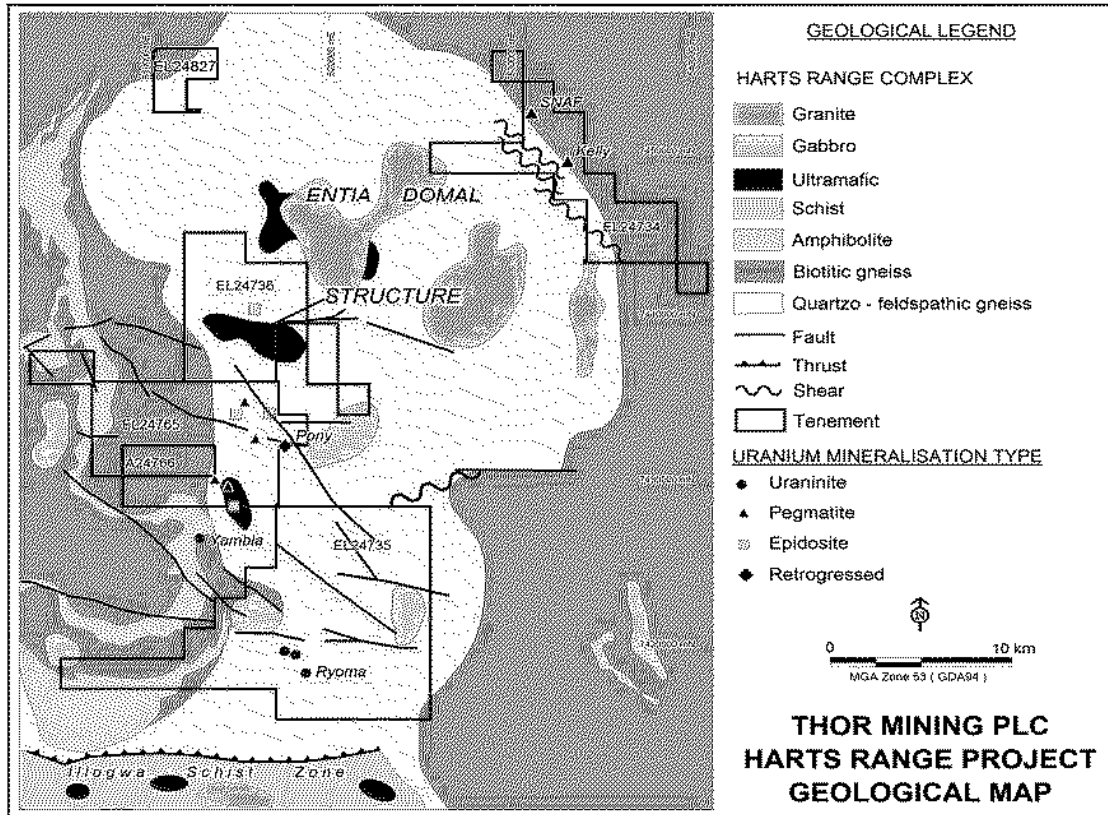 EL24827
SNAF
Kelly
ENTIA DOMAL
EL24734
EL24736
STRUCTURE
EL24765
Pony
A24766
Yambla
EL24735
Ryoma
Illogwa Schist Zone
GEOLOGICAL LEGEND
HARTS RANGE COMPLEX
Granite
Gabbro
Ultramafic
Schist
Amphibolite
Biotitic gneiss
Quartzo - feldspathic gneiss
Fault
Thrust
Shear
Tenement
URANIUM MINERALISATION TYPE
Uraninite
Pegmatite
Epidosite
Retrogressed
N
0 10 km
MGA Zone 53 ( GDA94 )
THOR MINING PLC
HARTS RANGE PROJECT
GEOLOGICAL MAP